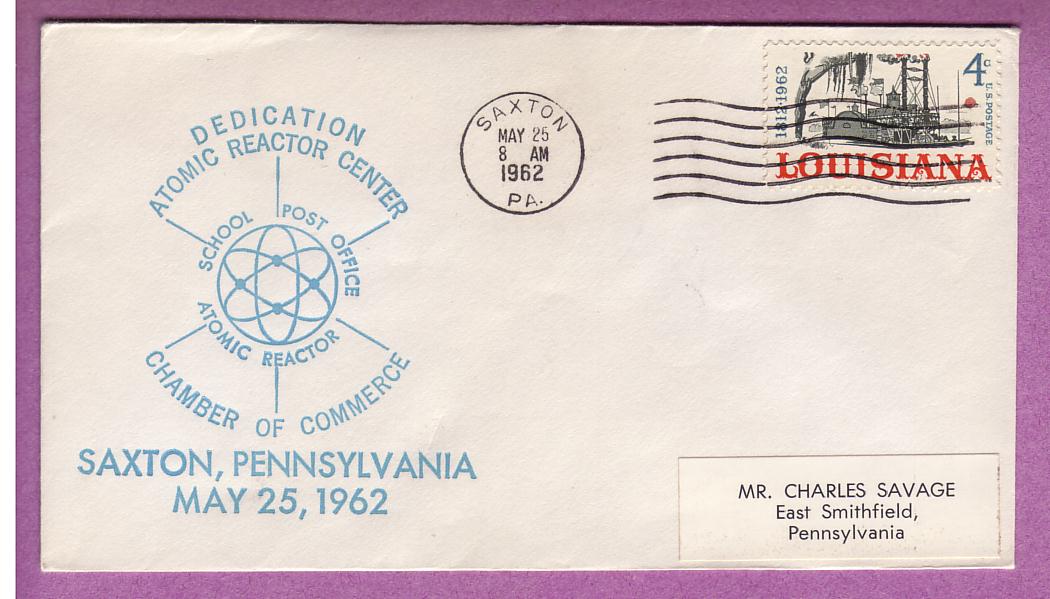 DEDICATION
ATOMIC REACTOR CENTER
SCHOOL POST OFFICE
ATOMIC REACTOR
CHAMBER OF COMMERCE
SAXTON, PENNSYLVANIA
MAY 25, 1962
SAXTON
MAY 25
8 AM
1962
PA.
1812-1962
4c
U.S. POSTAGE
LOUISIANA
MR. CHARLES SAVAGE
East Smithfield,
Pennsylvania